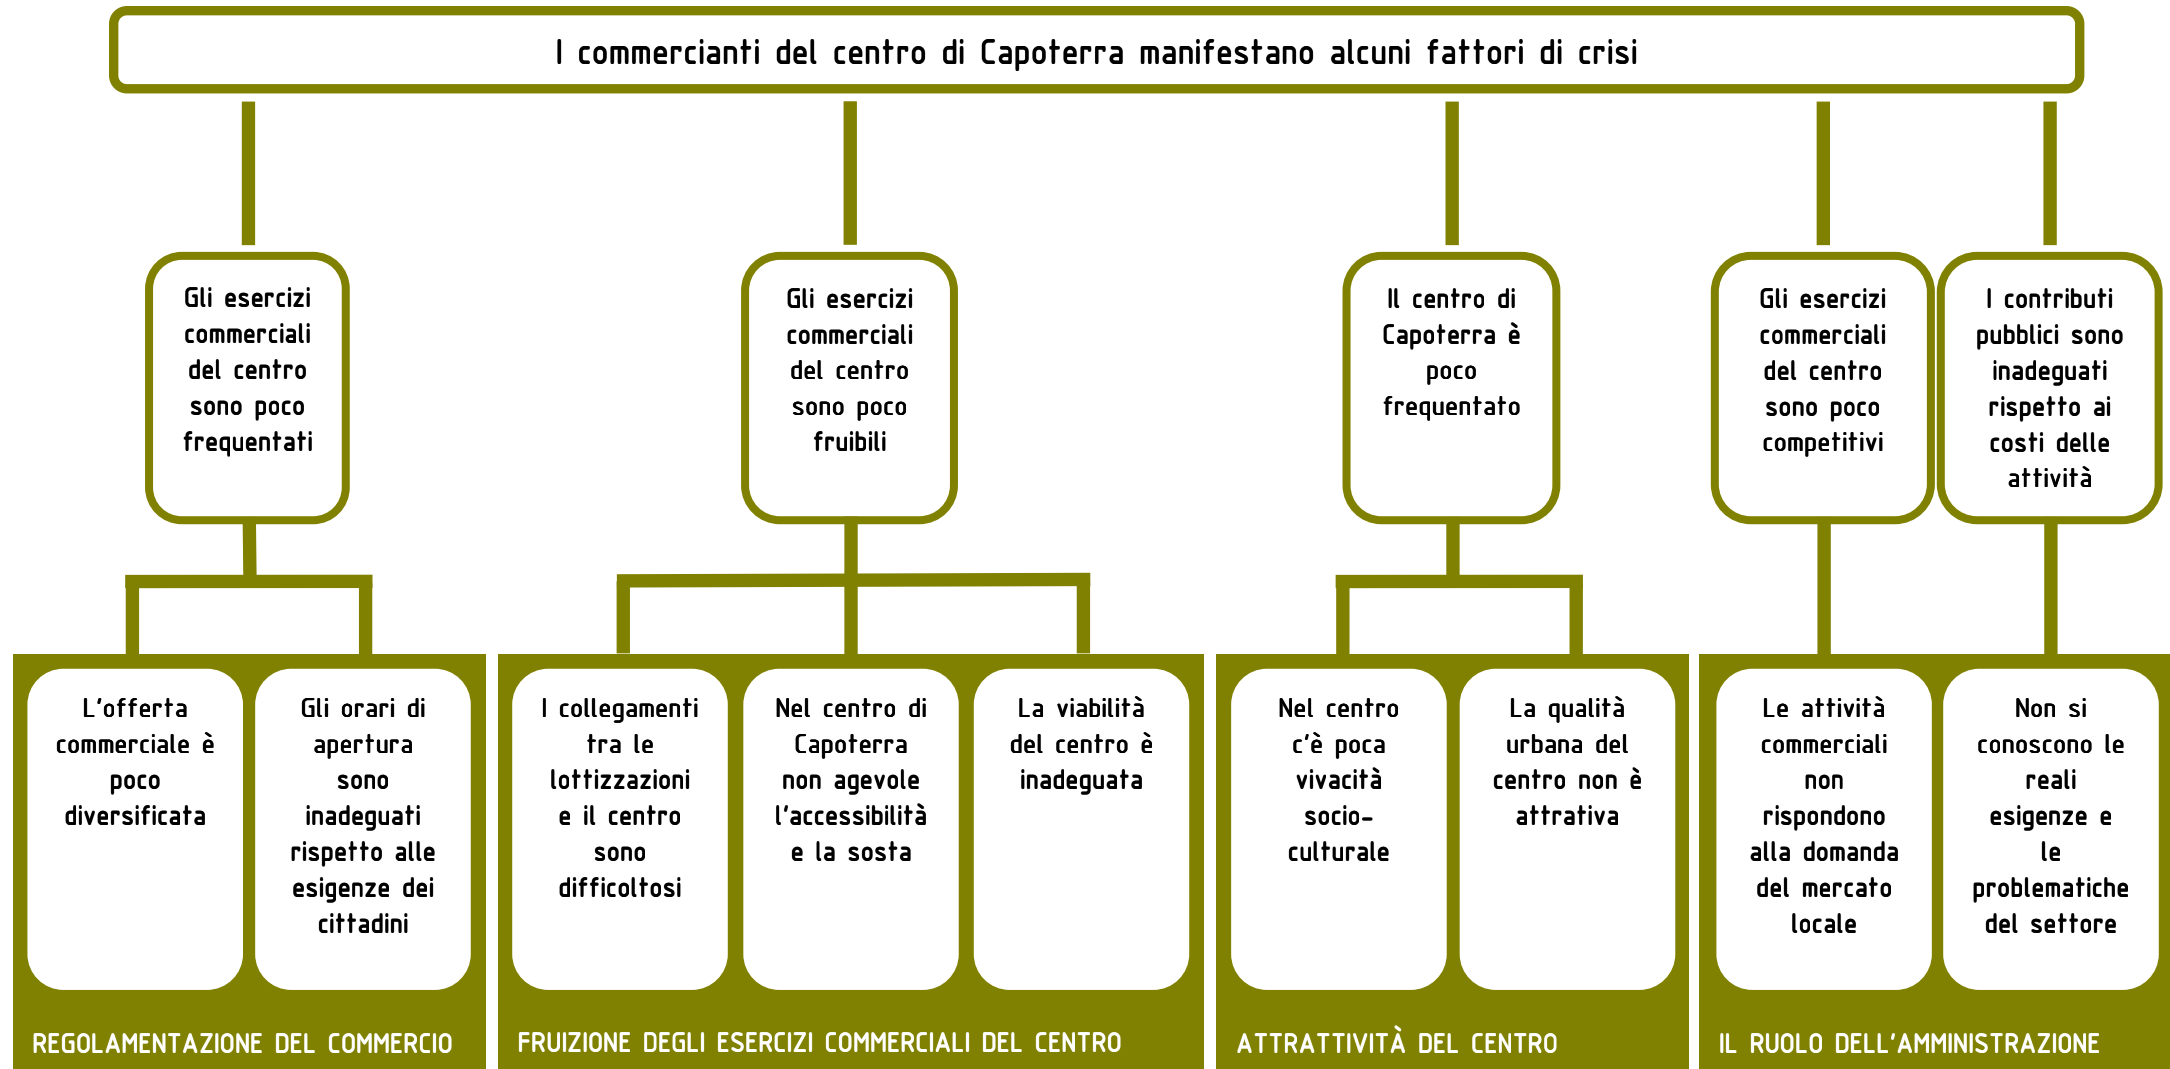 I commercianti del centro di Capoterra manifestano alcuni fattori di crisi
Gli esercizi
commerciali
del centro
sono poco
frequentati
Gli esercizi
commerciali
del centro
sono poco
fruibili
Il centro di
Capoterra è
poco
frequentato
Gli esercizi
commerciali
del centro
sono poco
competitivi
I contributi
pubblici sono
inadeguati
rispetto ai
costi delle
attività
L'offerta
commerciale è
poco
diversificata
Gli orari di
apertura
sono
inadeguati
rispetto alle
esigenze dei
cittadini
REGOLAMENTAZIONE DEL COMMERCIO
I collegamenti
tra le
lottizzazioni
e il centro
sono
difficoltosi
Nel centro di
Capoterra
non agevole
l'accessibilità
e la sosta
La viabilità
del centro è
inadeguata
FRUIZIONE DEGLI ESERCIZI COMMERCIALI DEL CENTRO
Nel centro
c'è poca
vivacità
socio-
culturale
La qualità
urbana del
centro non è
attrativa
ATTRATTIVITÀ DEL CENTRO
Le attività
commerciali
non
rispondono
alla domanda
del mercato
locale
Non si
conoscono le
reali
esigenze e
le
problematiche
del settore
IL RUOLO DELL'AMMINISTRAZIONE